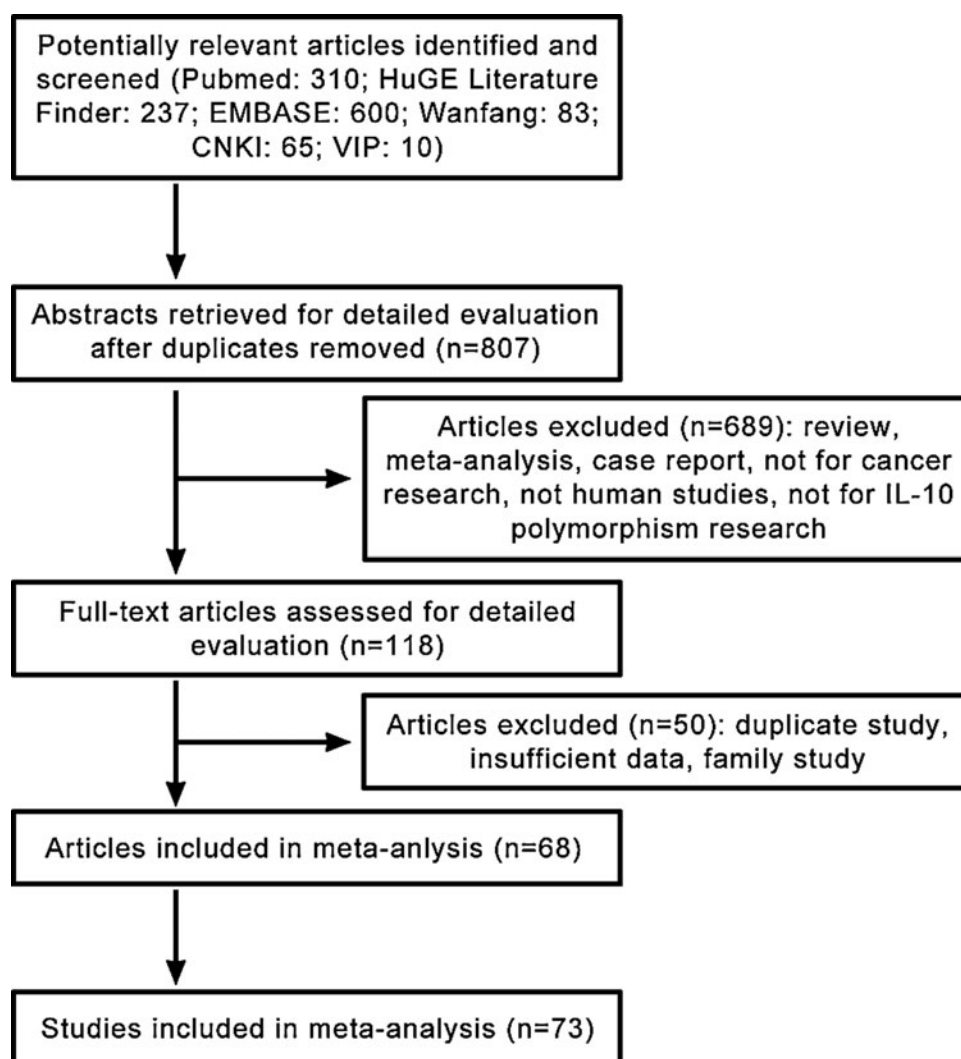 Potentially relevant articles identified and
screened (Pubmed: 310; HuGE Literature
Finder: 237; EMBASE: 600; Wanfang: 83;
CNKI: 65; VIP: 10)
Abstracts retrieved for detailed evaluation
after duplicates removed (n=807)
Articles excluded (n=689): review,
meta-analysis, case report, not for cancer
research, not human studies, not for IL-10
polymorphism research
Full-text articles assessed for detailed
evaluation (n=118)
Articles excluded (n=50): duplicate study,
insufficient data, family study
Articles included in meta-anlysis (n=68)
Studies included in meta-analysis (n=73)